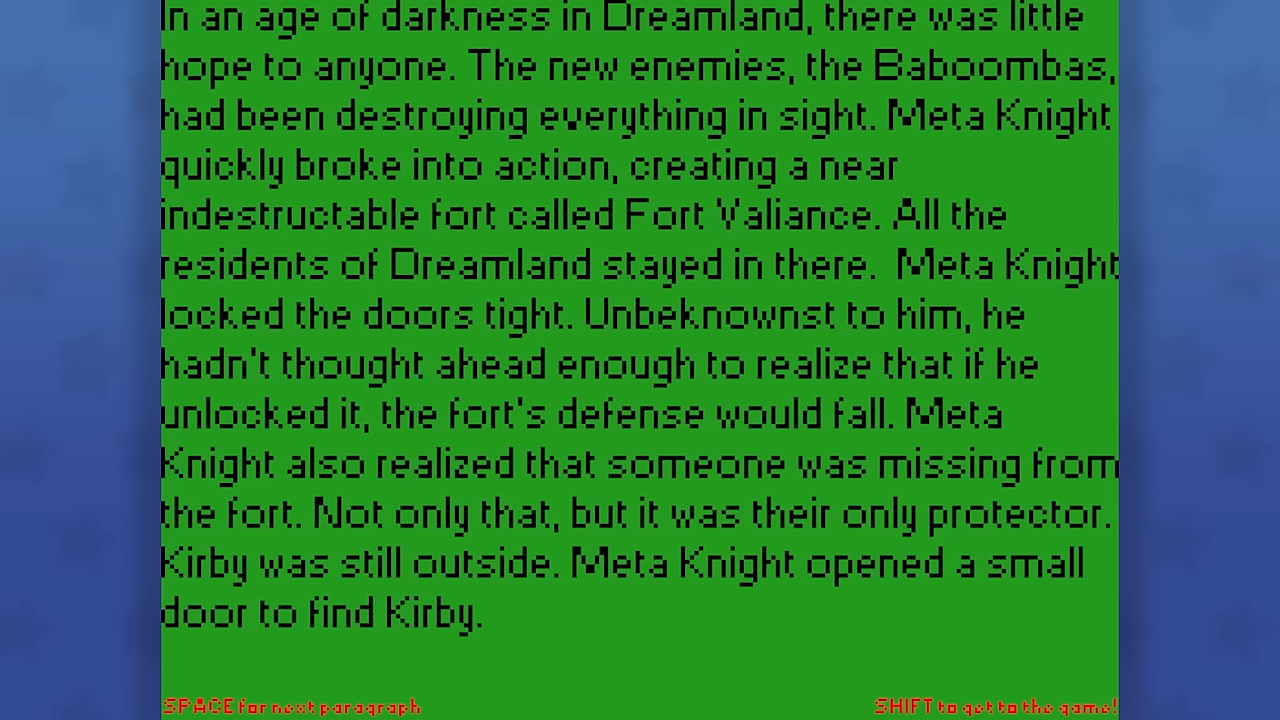 In an age of darkness in Dreamland, there was little
hope to anyone. The new enemies, the Baboombas,
had been destroying everything in sight. Meta Knight
quickly broke into action, creating a near
indestructable fort called Fort Valiance. All the
residents of Dreamland stayed in there.  Meta Knight
locked the doors tight. Unbeknownst to him, he
hadn't thought ahead enough to realize that if he
unlocked it, the fort's defense would fall. Meta
Knight also realized that someone was missing from
the fort. Not only that, but it was their only protector.
Kirby was still outside. Meta Knight opened a small
door to find Kirby.
SPACE for next paragraph
SHIFT to get to the game!